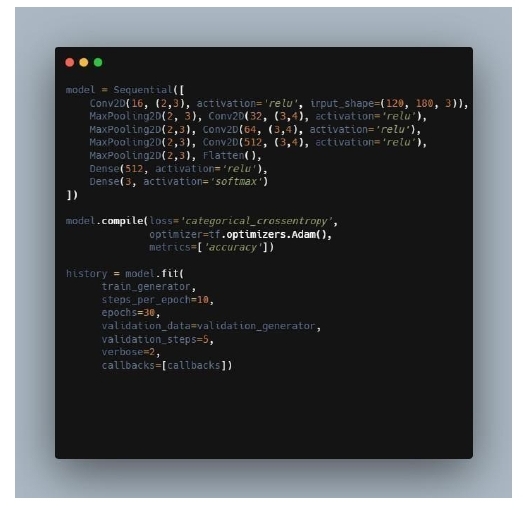 model = Sequential([
    Conv2D(16, (2,3), activation='relu', input_shape=(120, 180, 3)),
    MaxPooling2D(2, 3), Conv2D(32, (3,4), activation='relu'),
    MaxPooling2D(2,3), Conv2D(64, (3,4), activation='relu'),
    MaxPooling2D(2,3), Conv2D(512, (3,4), activation='relu'),
    MaxPooling2D(2,3), Flatten(),
    Dense(512, activation='relu'),
    Dense(3, activation='softmax')
])
model.compile(loss='categorical_crossentropy',
              optimizer=tf.optimizers.Adam(),
              metrics=['accuracy'])
history = model.fit(
      train_generator,
      steps_per_epoch=10,
      epochs=30,
      validation_data=validation_generator,
      validation_steps=5,
      verbose=2,
      callbacks=[callbacks])